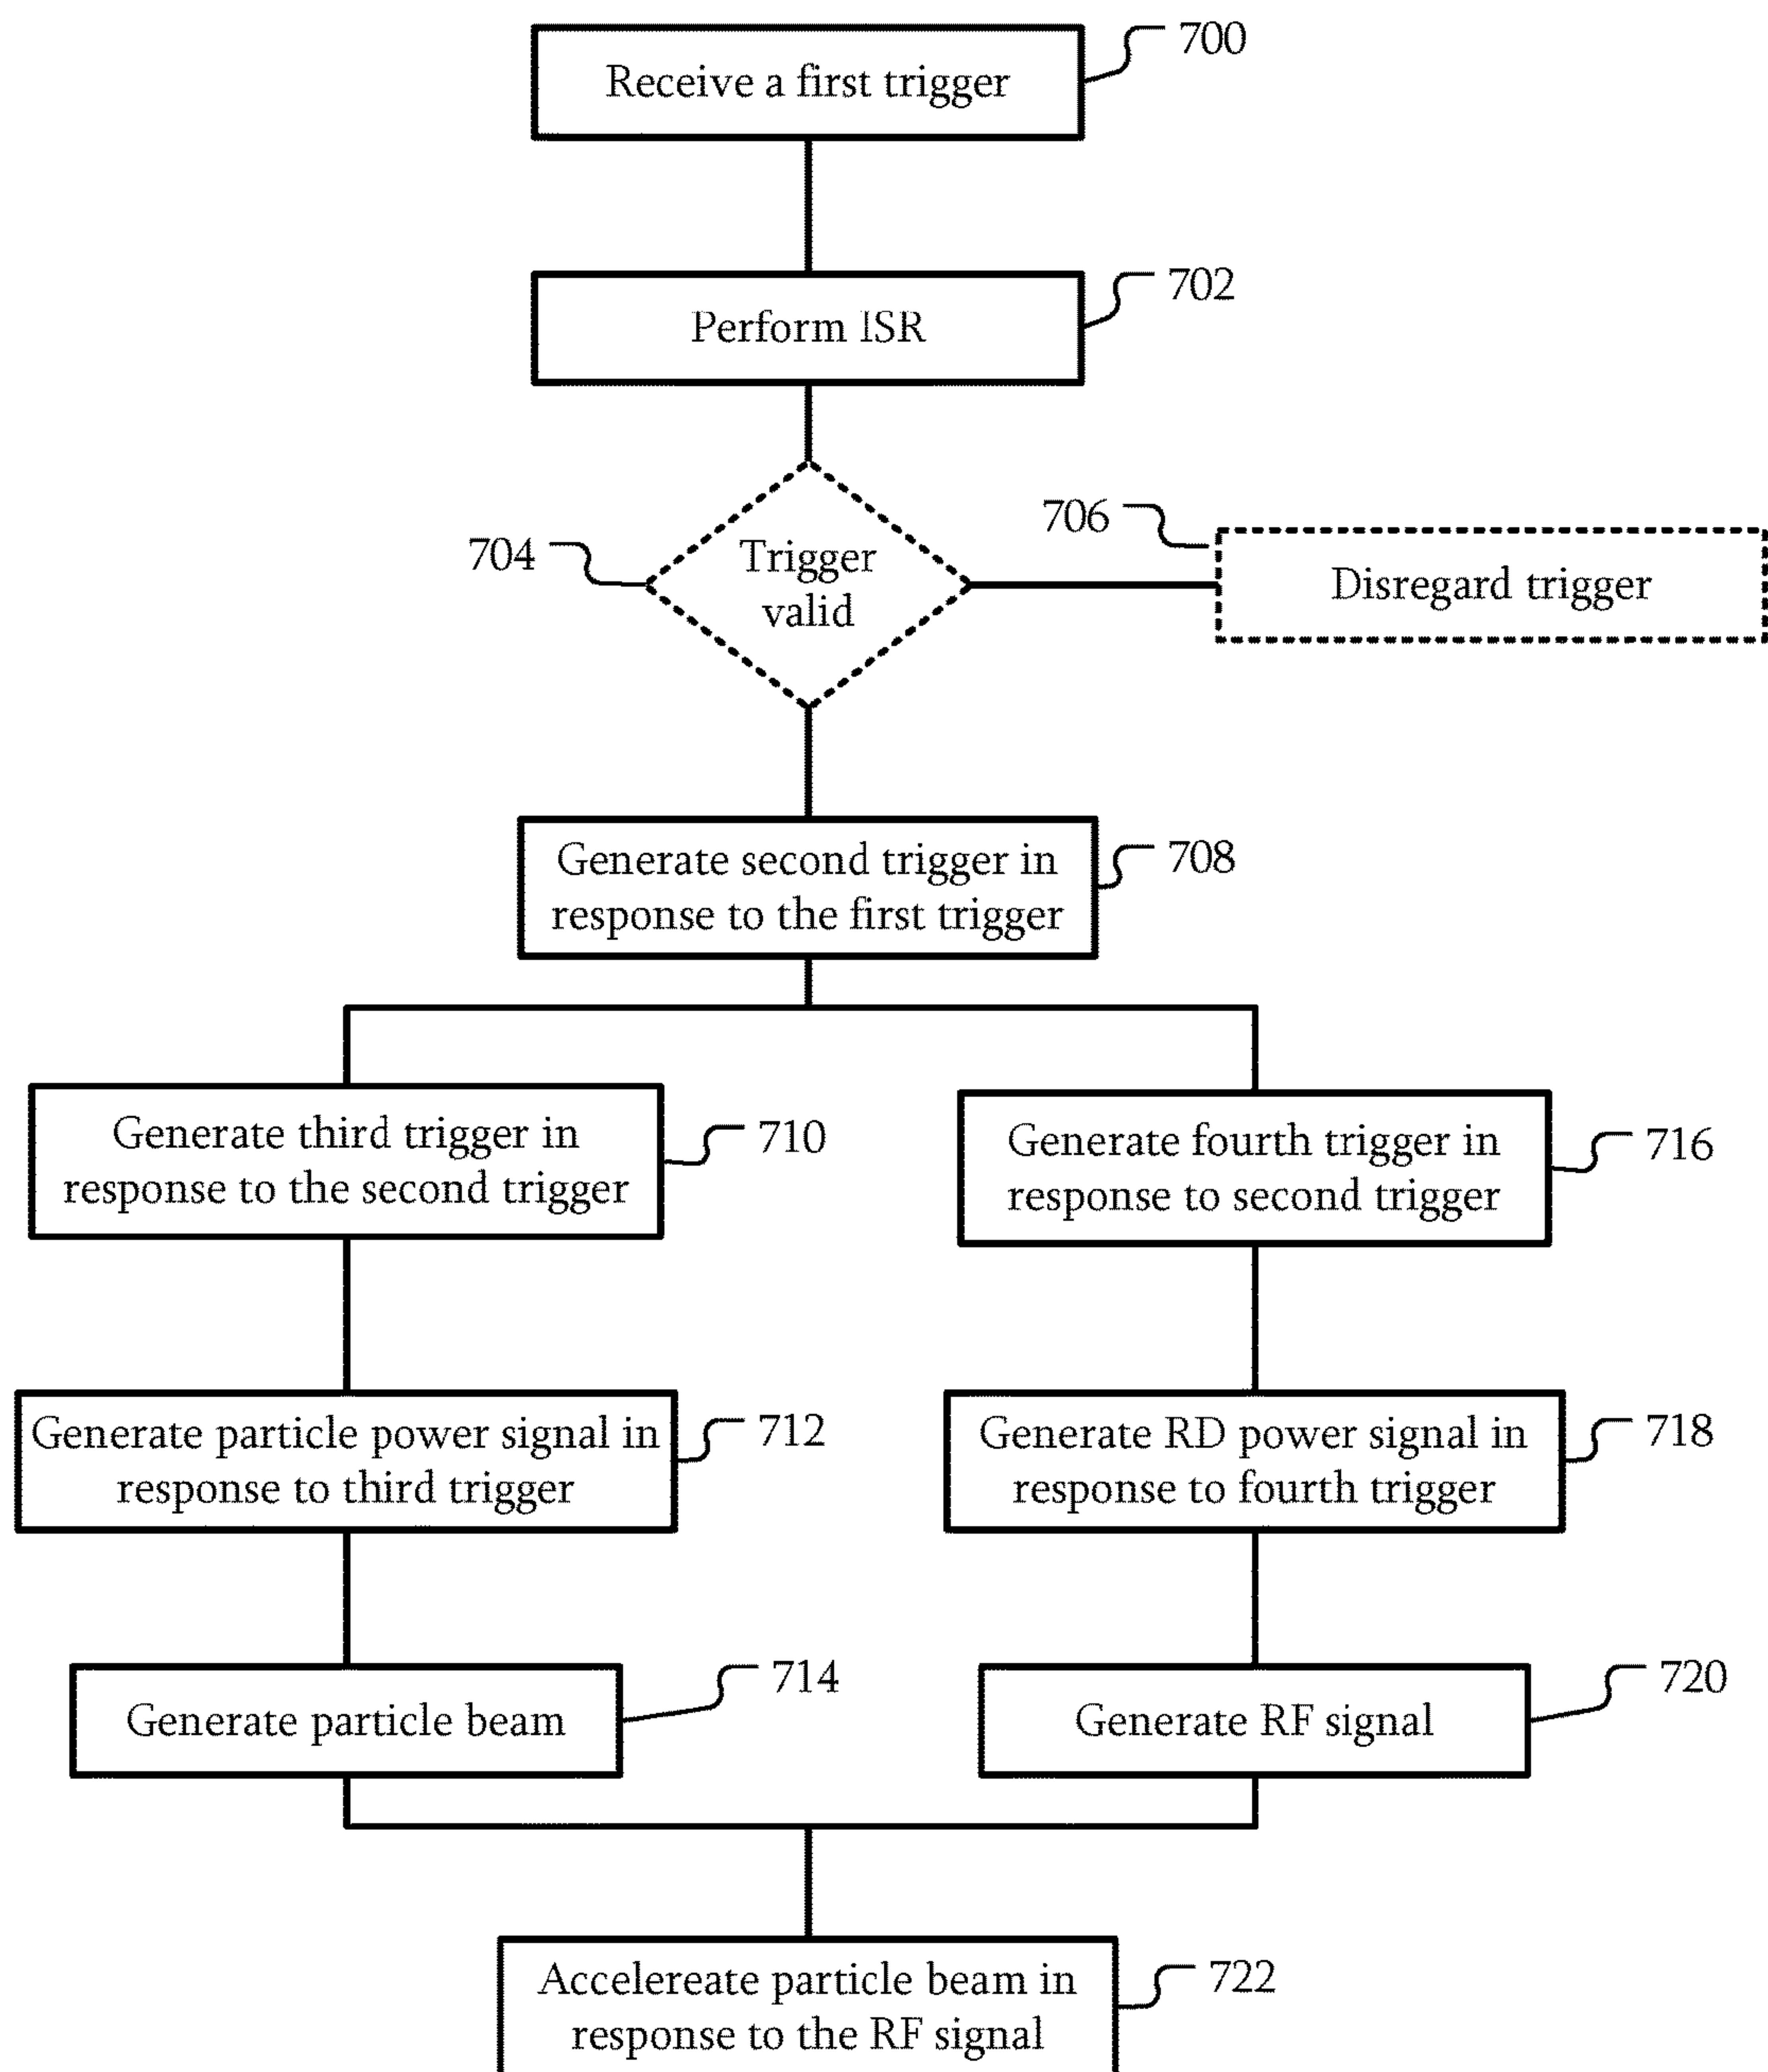 Receive a first trigger
700
Perform ISR
702
704
Trigger
valid
706
Disregard trigger
Generate second trigger in
response to the first trigger
708
Generate third trigger in
response to the second trigger
710
Generate fourth trigger in
response to second trigger
716
Generate particle power signal in
response to third trigger
712
Generate RD power signal in
response to fourth trigger
718
Generate particle beam
714
Generate RF signal
720
Accelereate particle beam in
response to the RF signal
722